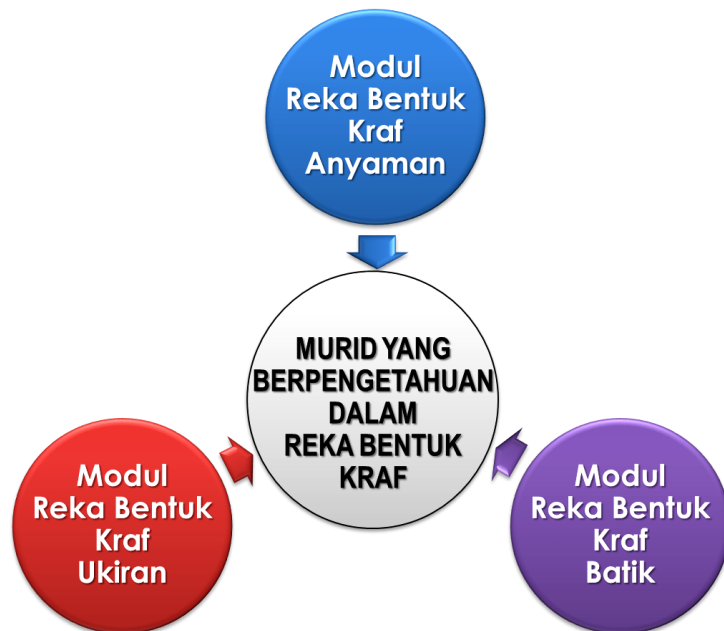 Modul
Reka Bentuk
Kraf
Anyaman
MURID YANG
BERPENGETAHUAN
DALAM
REKA BENTUK
KRAF
Modul
Reka Bentuk
Kraf
Ukiran
Modul
Reka Bentuk
Kraf
Batik